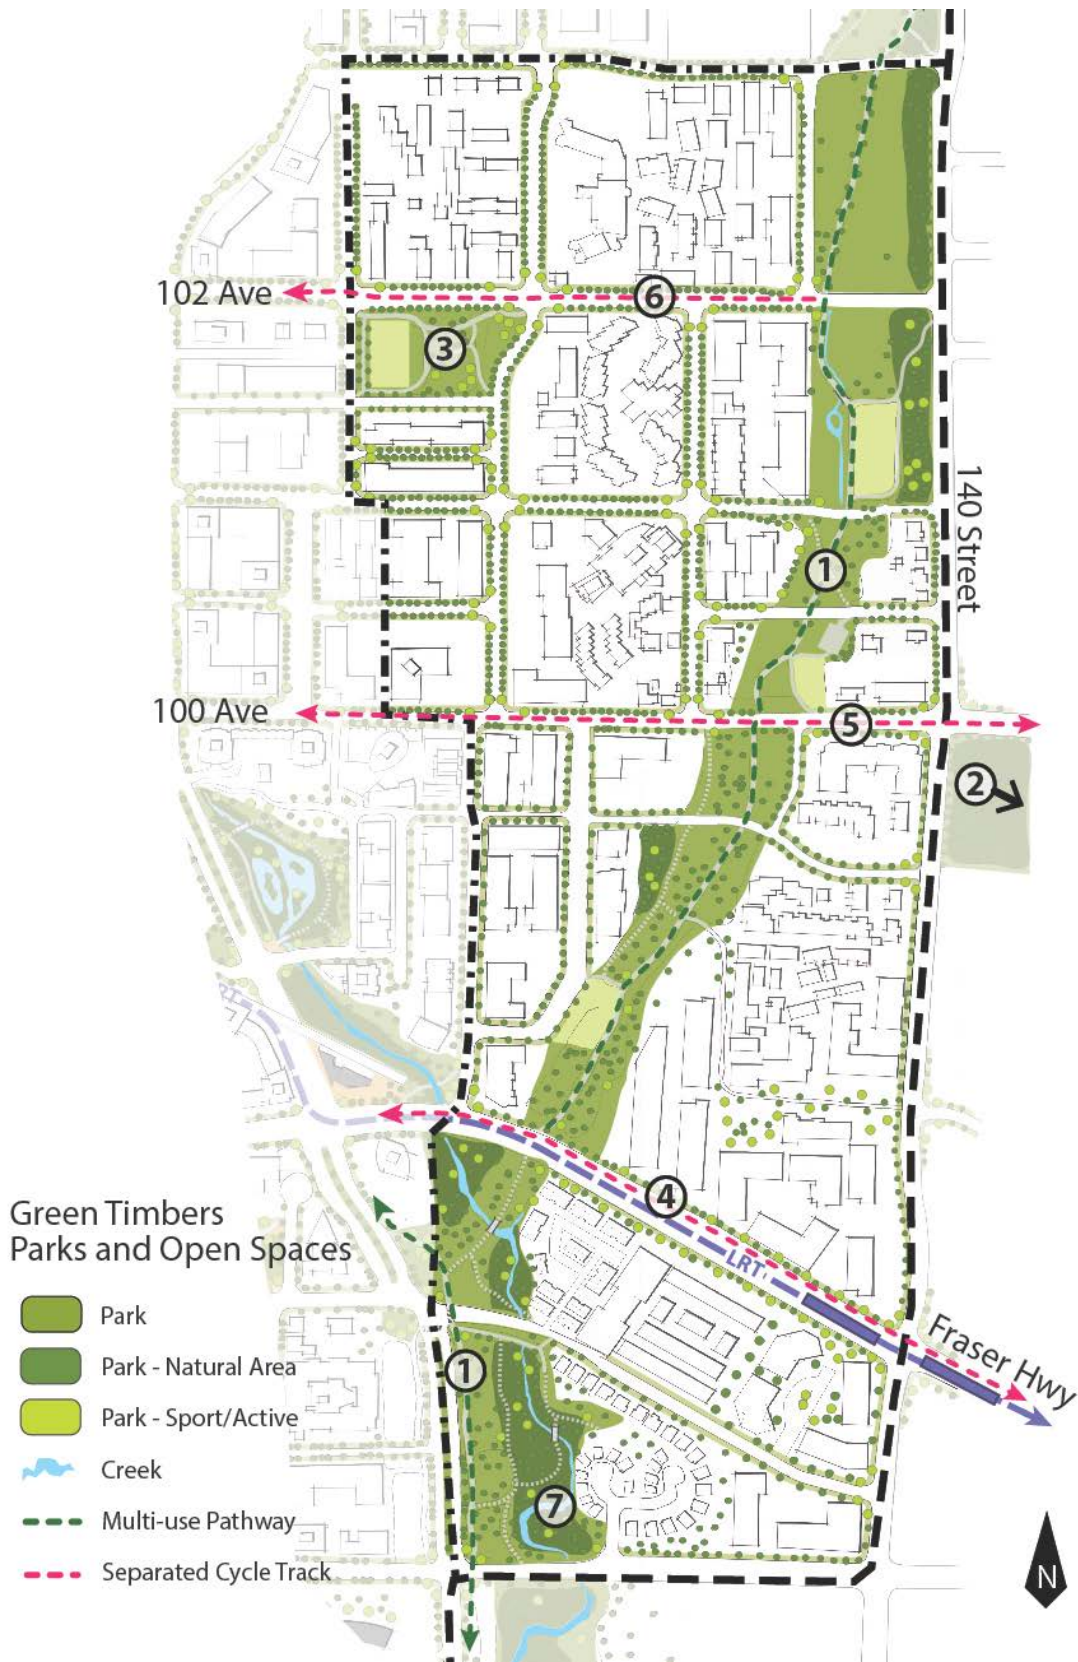 102 Ave
6
3
140 Street
1
100 Ave
5
2
4
LRT
Fraser Hwy
Green Timbers
Parks and Open Spaces
Park
1
Park - Natural Area
Park - Sport/Active
Creek
7
Multi-use Pathway
Separated Cycle Track
N